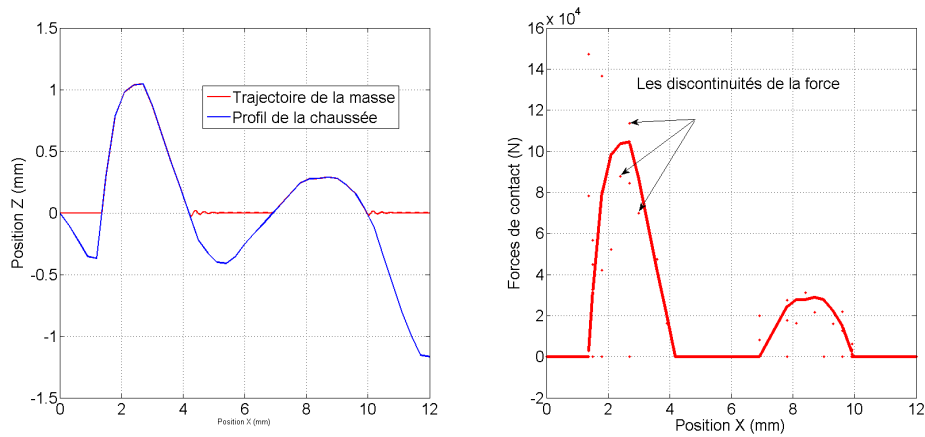 1.5
1
0.5
0
-0.5
-1
-1.5
Position Z (mm)
Trajectoire de la masse
Profil de la chaussée
0 2 4 6 8 10 12
Position X (mm)
16 x 10⁴
14
12
10
8
6
4
2
0
-2
Forces de contact (N)
Les discontinuités de la force
0 2 4 6 8 10 12
Position X (mm)